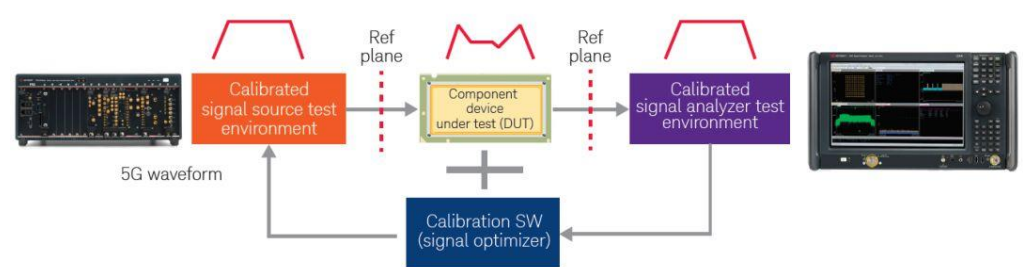 Ref
plane
Ref
plane
Calibrated
signal source test
environment
Component
device
under test (DUT)
Calibrated
signal analyzer test
environment
5G waveform
Calibration SW
(signal optimizer)